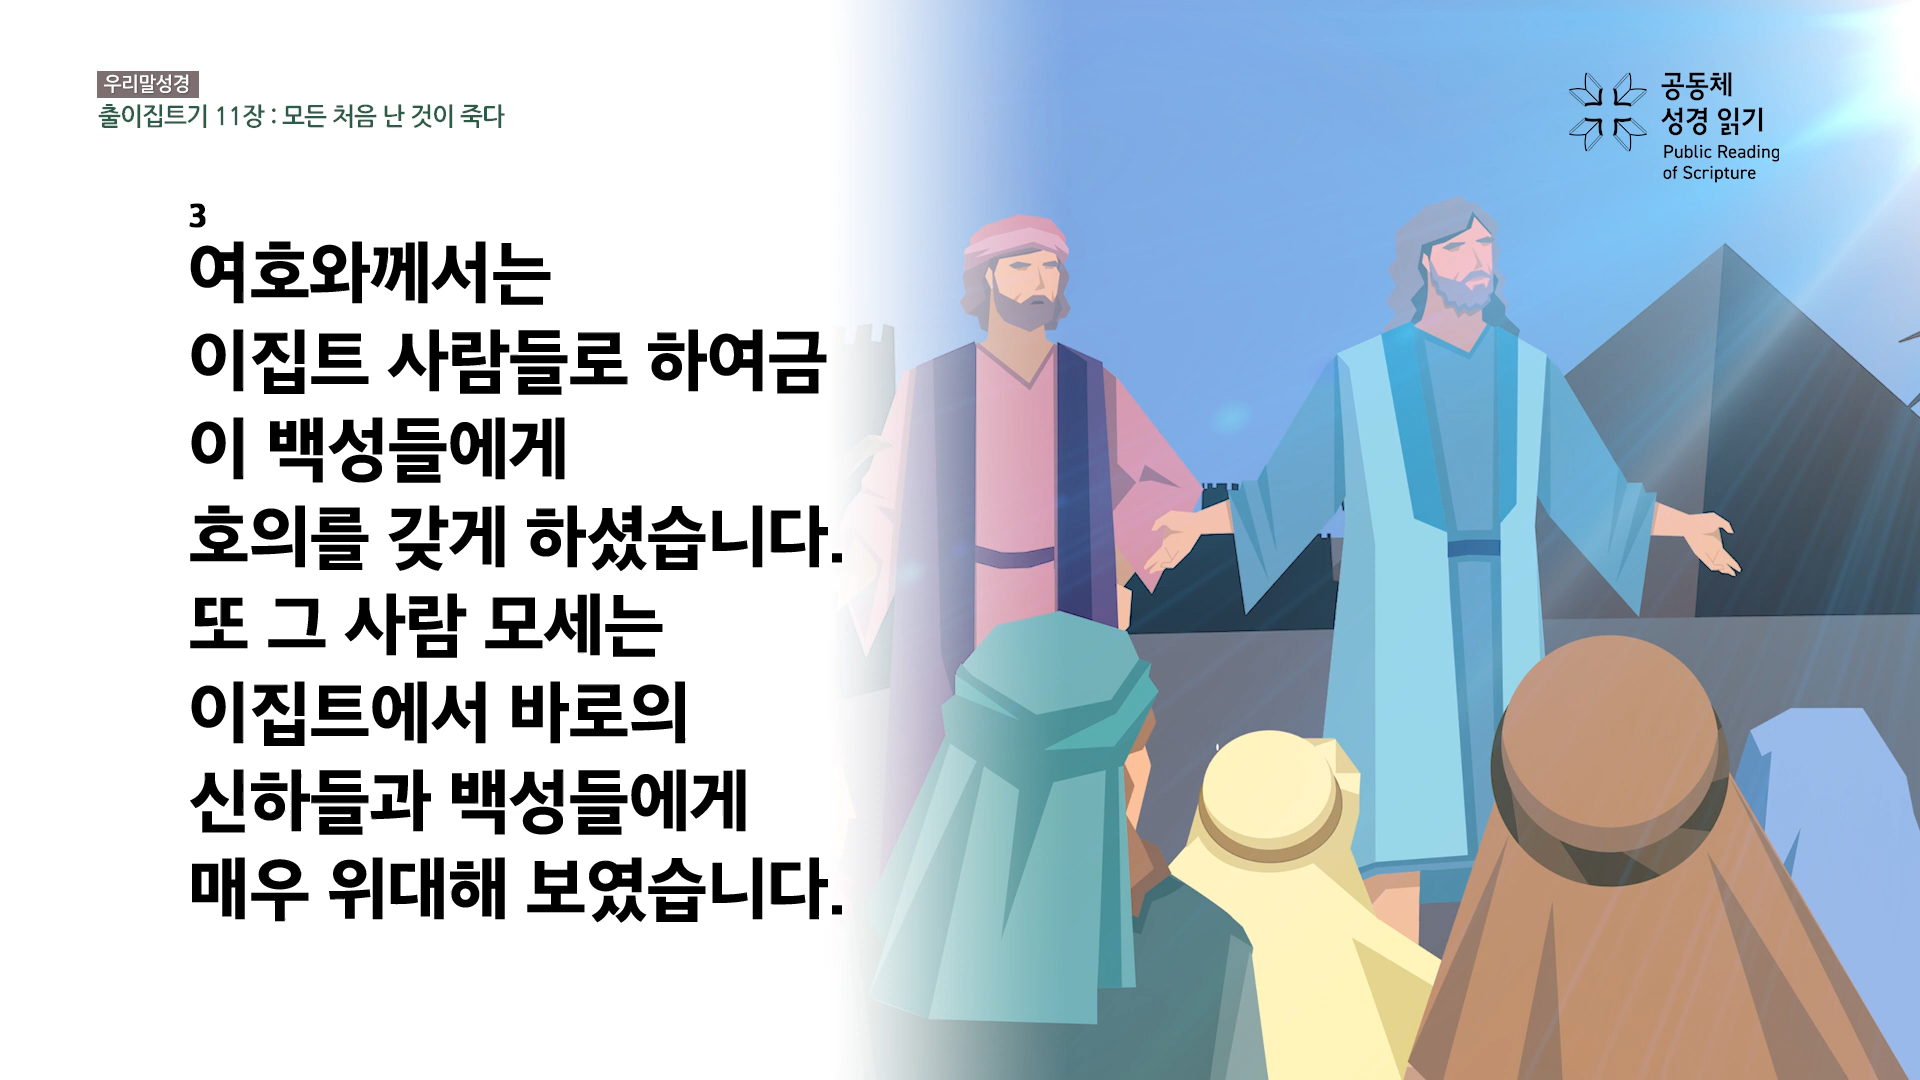 우리말성경
출이집트기 11장 : 모든 처음 난 것이 죽다
공동체
성경 읽기
Public Reading
of Scripture
3
여호와께서는
이집트 사람들로 하여금
이 백성들에게
호의를 갖게 하셨습니다.
또 그 사람 모세는
이집트에서 바로의
신하들과 백성들에게
매우 위대해 보였습니다.